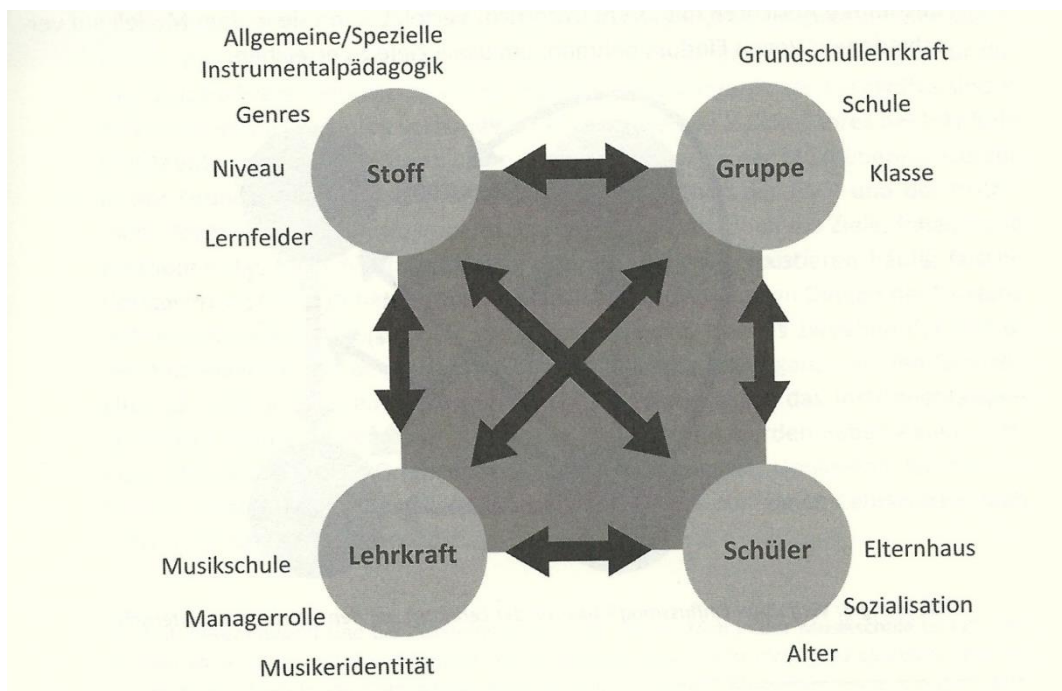 Allgemeine/Spezielle
Instrumentalpädagogik
Grundschullehrkraft
Genres
Schule
Niveau
Stoff
Gruppe
Klasse
Lernfelder
Musikschule
Lehrkraft
Schüler
Elternhaus
Managerrolle
Sozialisation
Musikeridentität
Alter